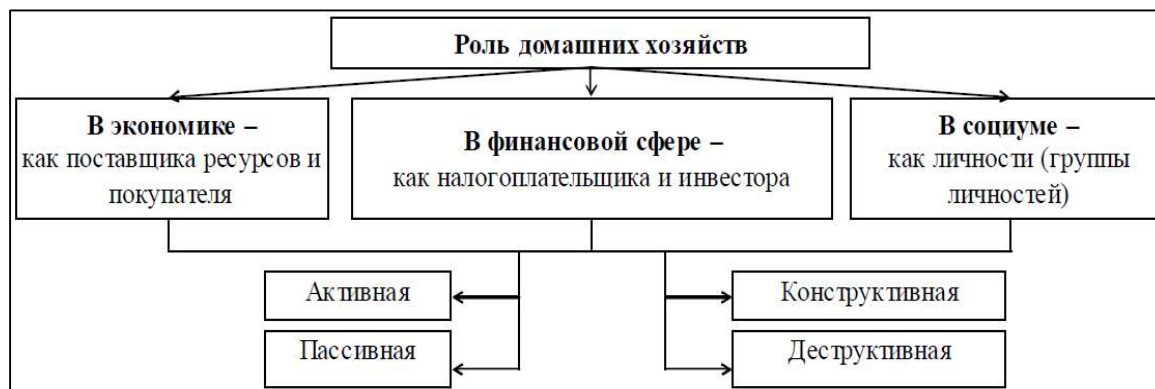 Роль домашних хозяйств
В экономике –
как поставщика ресурсов и
покупателя
В финансовой сфере –
как налогоплательщика и инвестора
В социуме –
как личности (группы
личностей)
Активная
Пассивная
Конструктивная
Деструктивная